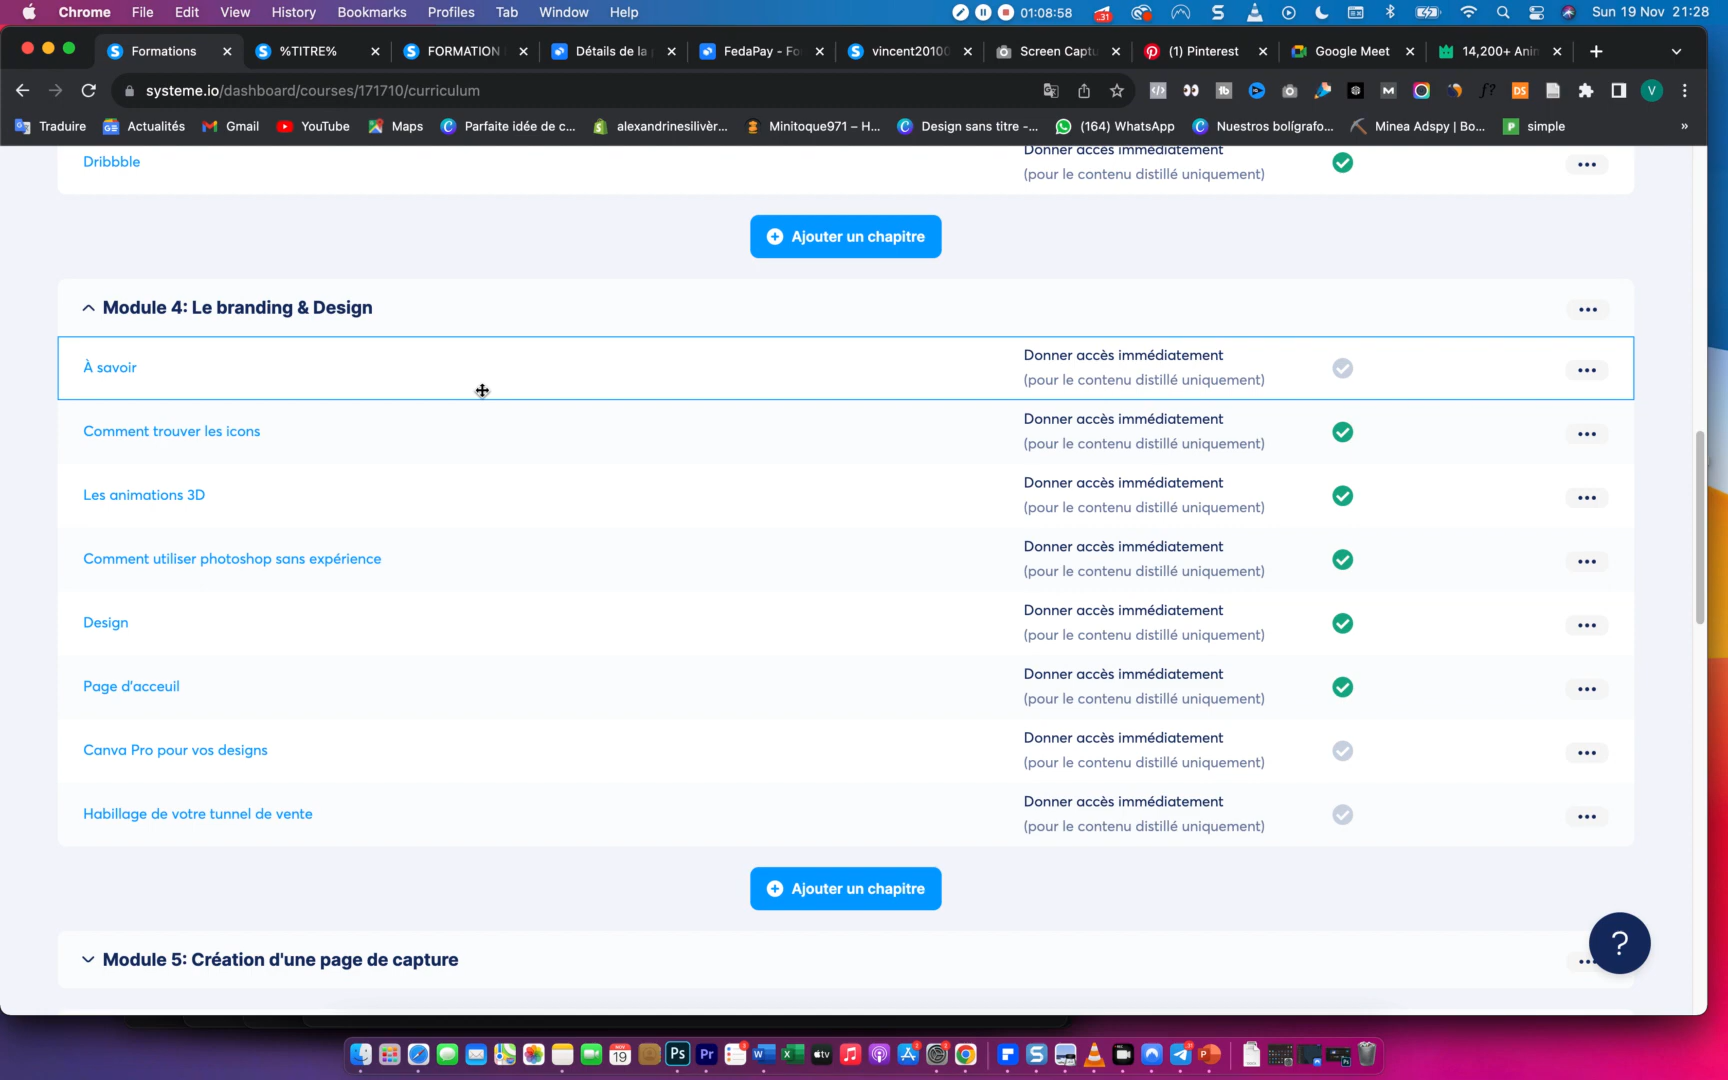 Chrome File Edit View History Bookmarks Profiles Tab Window Help 01:08:58 Sun 19 Nov 21:28
Formations %TITRE% FORMATION Détails de la FedaPay - Fo vincent20100 Screen Captu (1) Pinterest Google Meet 14,200+ Anim
systeme.io/dashboard/courses/171710/curriculum
Traduire Actualités Gmail YouTube Maps Parfaite idée de c... alexandrinesilivèr... Minitoque971 – H... Design sans titre -... (164) WhatsApp Nuestros bolígrafo... Minea Adspy | Bo... simple »
Donner accès immédiatement
Dribbble
(pour le contenu distillé uniquement)
Ajouter un chapitre
Module 4: Le branding & Design
À savoir
Donner accès immédiatement
(pour le contenu distillé uniquement)
Comment trouver les icons
Donner accès immédiatement
(pour le contenu distillé uniquement)
Les animations 3D
Donner accès immédiatement
(pour le contenu distillé uniquement)
Comment utiliser photoshop sans expérience
Donner accès immédiatement
(pour le contenu distillé uniquement)
Design
Donner accès immédiatement
(pour le contenu distillé uniquement)
Page d'acceuil
Donner accès immédiatement
(pour le contenu distillé uniquement)
Canva Pro pour vos designs
Donner accès immédiatement
(pour le contenu distillé uniquement)
Habillage de votre tunnel de vente
Donner accès immédiatement
(pour le contenu distillé uniquement)
Ajouter un chapitre
Module 5: Création d'une page de capture
?